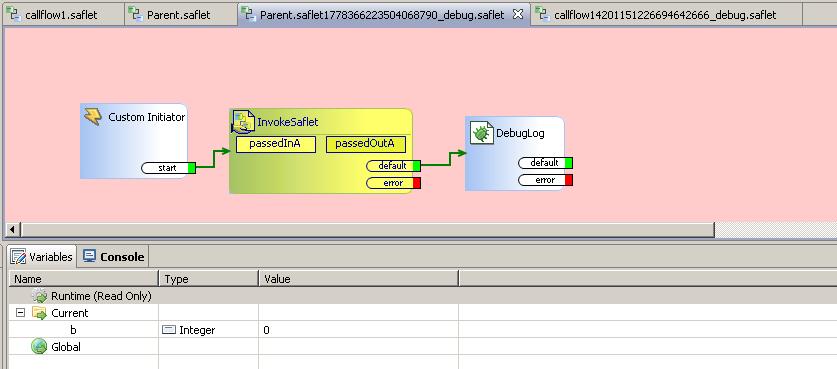 callflow1.saflet Parent.saflet Parent.saflet1778366223504068790_debug.saflet callflow14201151226694642666_debug.saflet
Custom Initiator
start
InvokeSaflet
passedInA passedOutA
default
error
DebugLog
default
error
Variables Console
Name Type Value
Runtime (Read Only)
Current
b Integer 0
Global